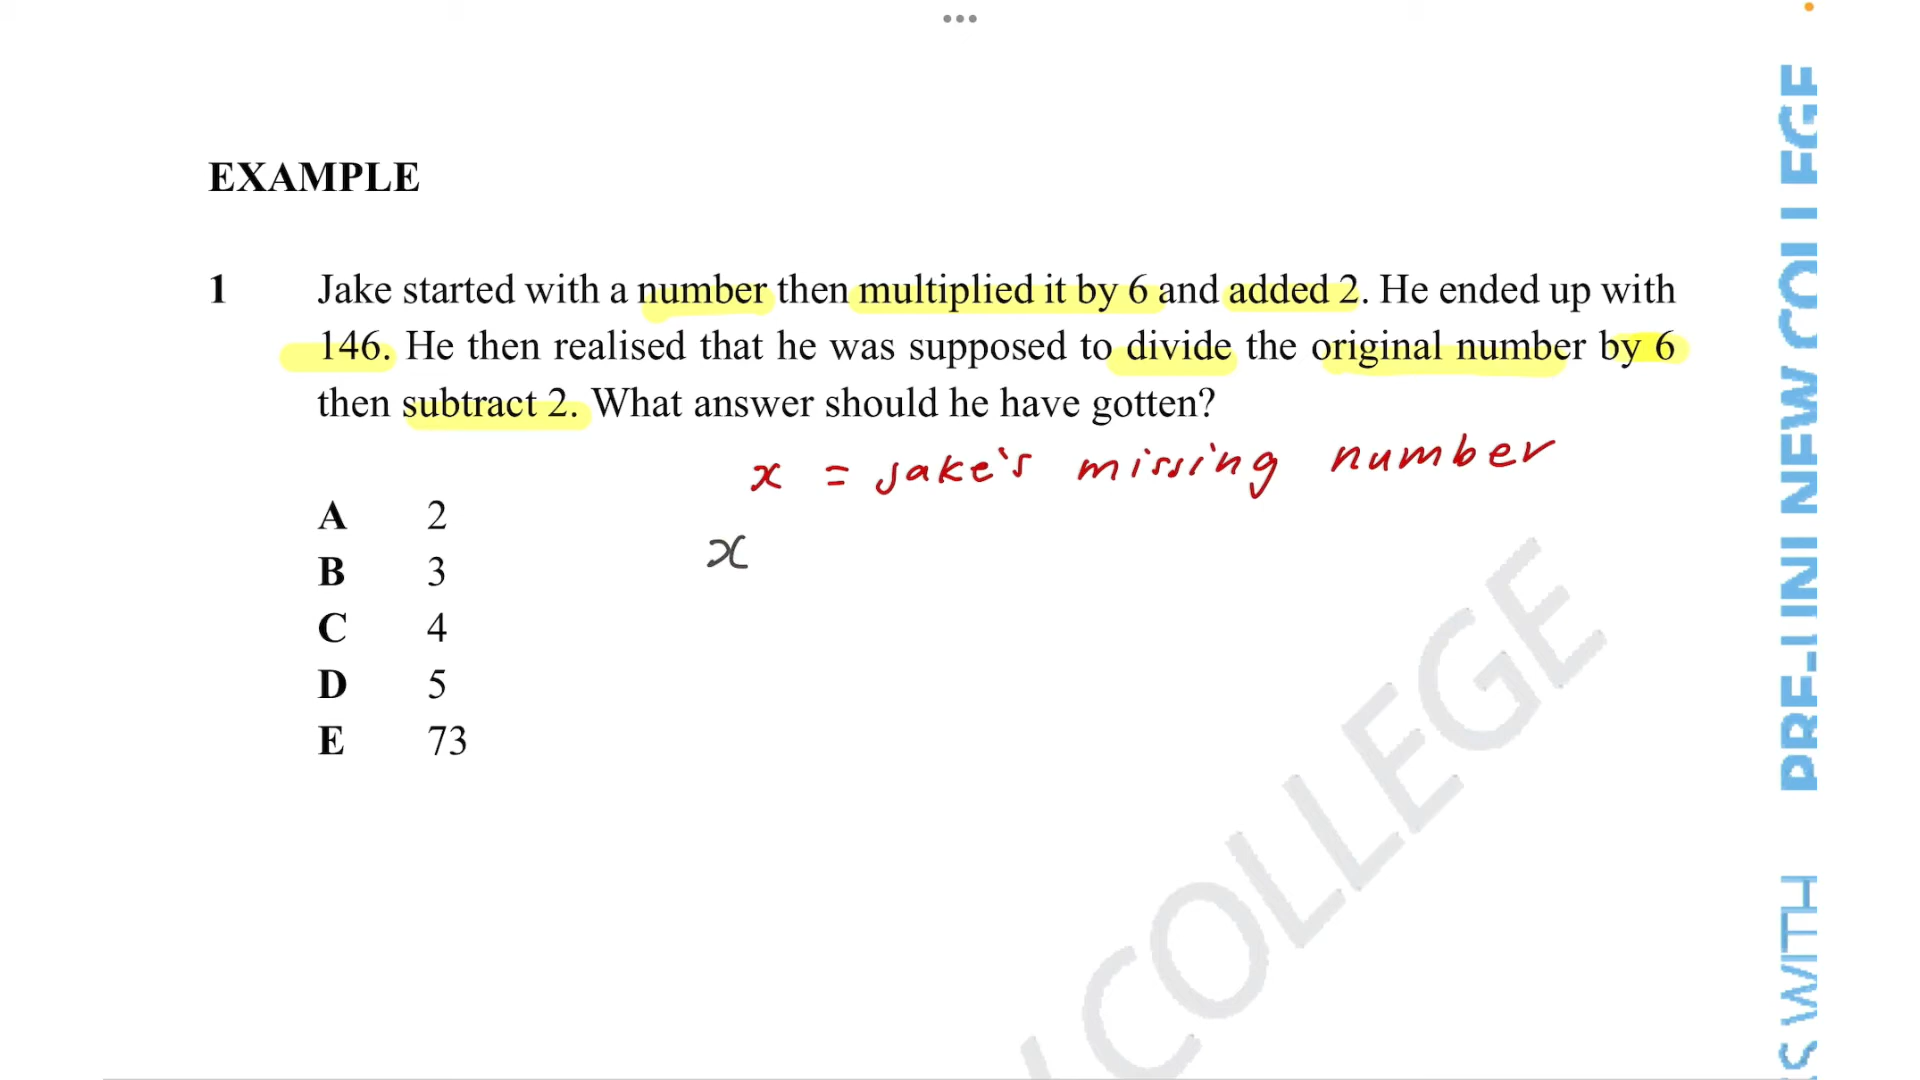 EXAMPLE
1 Jake started with a number then multiplied it by 6 and added 2. He ended up with
146. He then realised that he was supposed to divide the original number by 6
then subtract 2. What answer should he have gotten?
x = Jake's missing number
A 2
x
B 3
C 4
D 5
E 73
COLLEGE
WITH PRE-UNI NEW COLLEGE